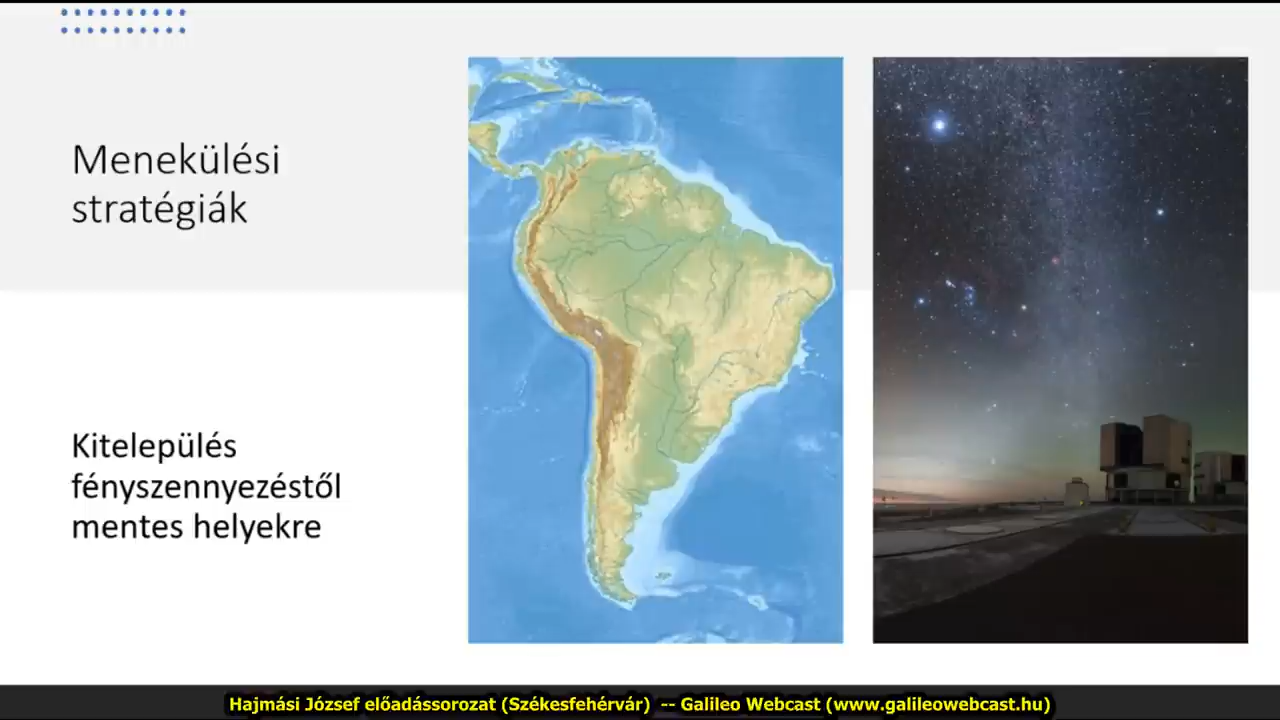 Menekülési
stratégiák
Kitelepülés
fényszennyezéstől
mentes helyekre
Hajmási József előadássorozat (Székesfehérvár) -- Galileo Webcast (www.galileowebcast.hu)